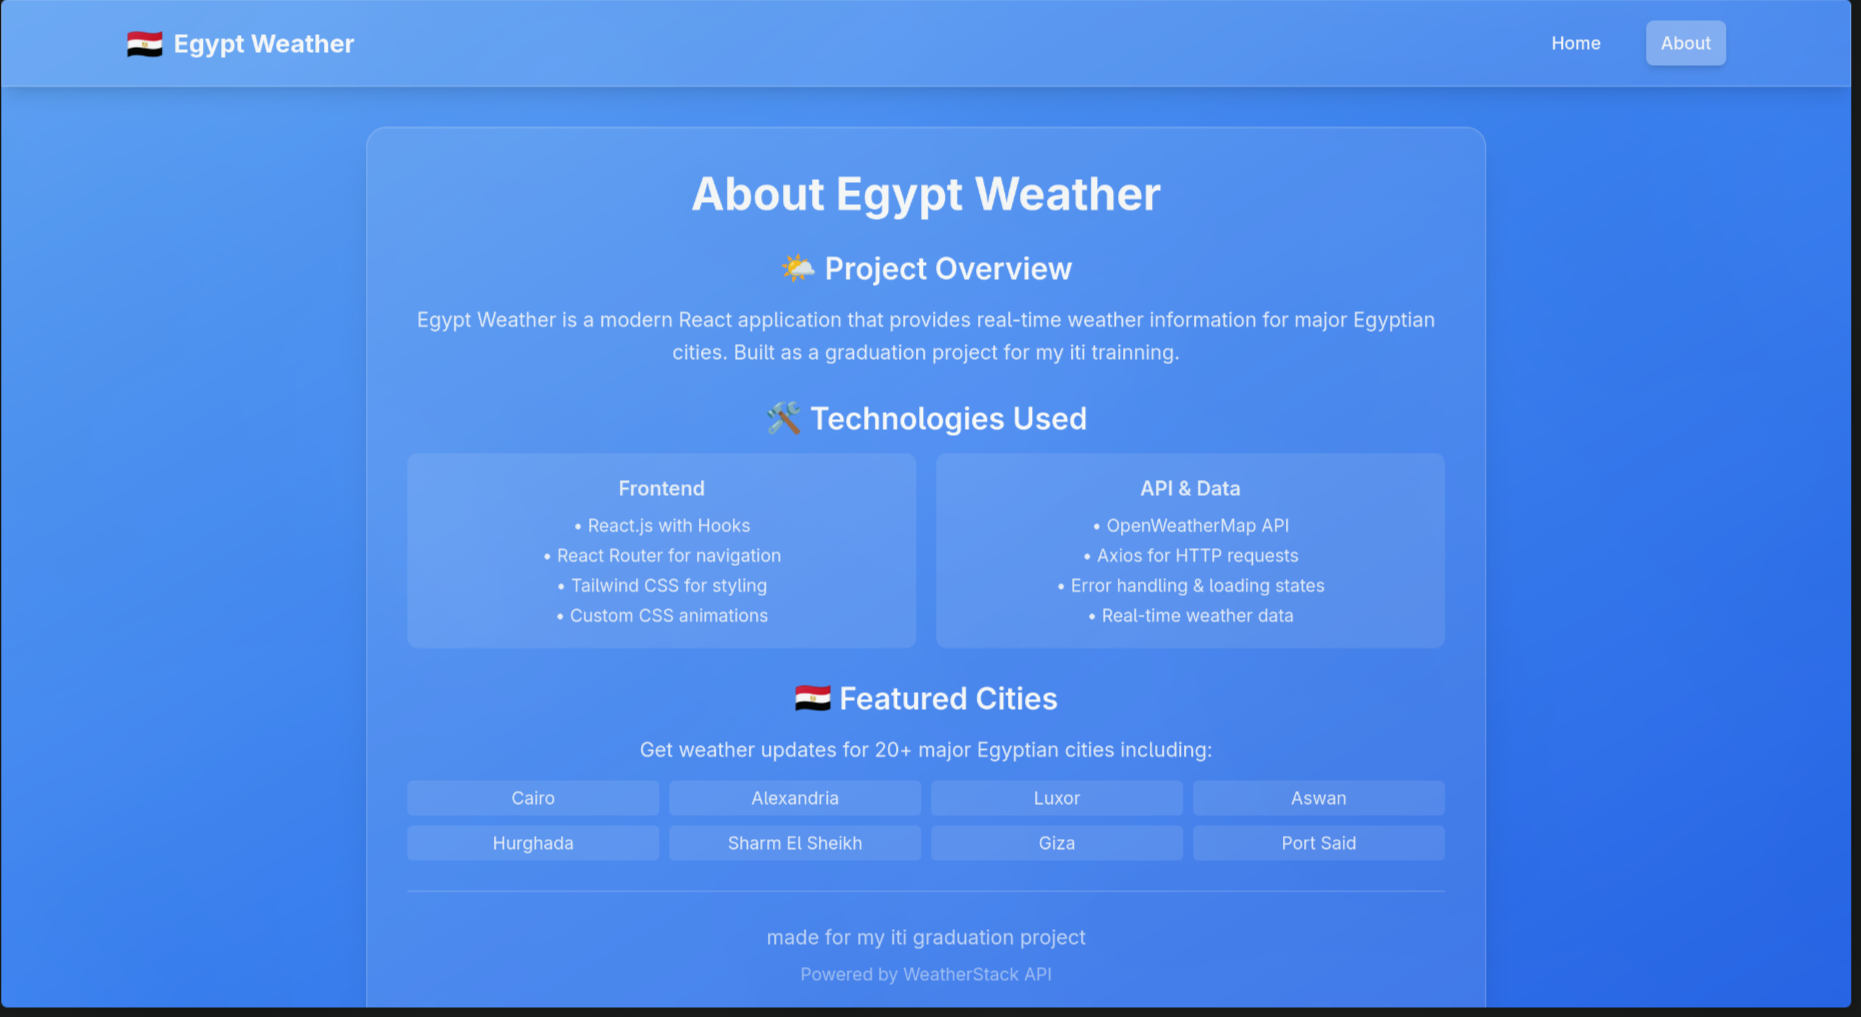 Egypt Weather
Home
About
About Egypt Weather
Project Overview
Egypt Weather is a modern React application that provides real-time weather information for major Egyptian
cities. Built as a graduation project for my iti trainning.
Technologies Used
Frontend
• React.js with Hooks
• React Router for navigation
• Tailwind CSS for styling
• Custom CSS animations
API & Data
• OpenWeatherMap API
• Axios for HTTP requests
• Error handling & loading states
• Real-time weather data
Featured Cities
Get weather updates for 20+ major Egyptian cities including:
Cairo
Alexandria
Luxor
Aswan
Hurghada
Sharm El Sheikh
Giza
Port Said
made for my iti graduation project
Powered by WeatherStack API